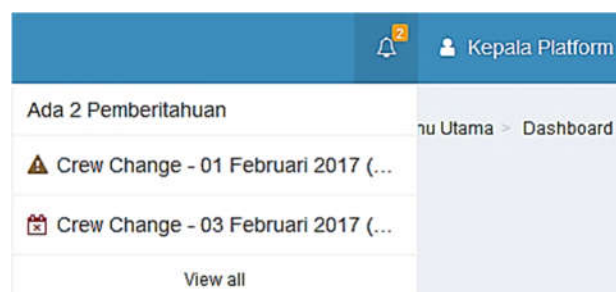 2
Kepala Platform
Ada 2 Pemberitahuan
nu Utama > Dashboard
Crew Change - 01 Februari 2017 (...
Crew Change - 03 Februari 2017 (...
View all